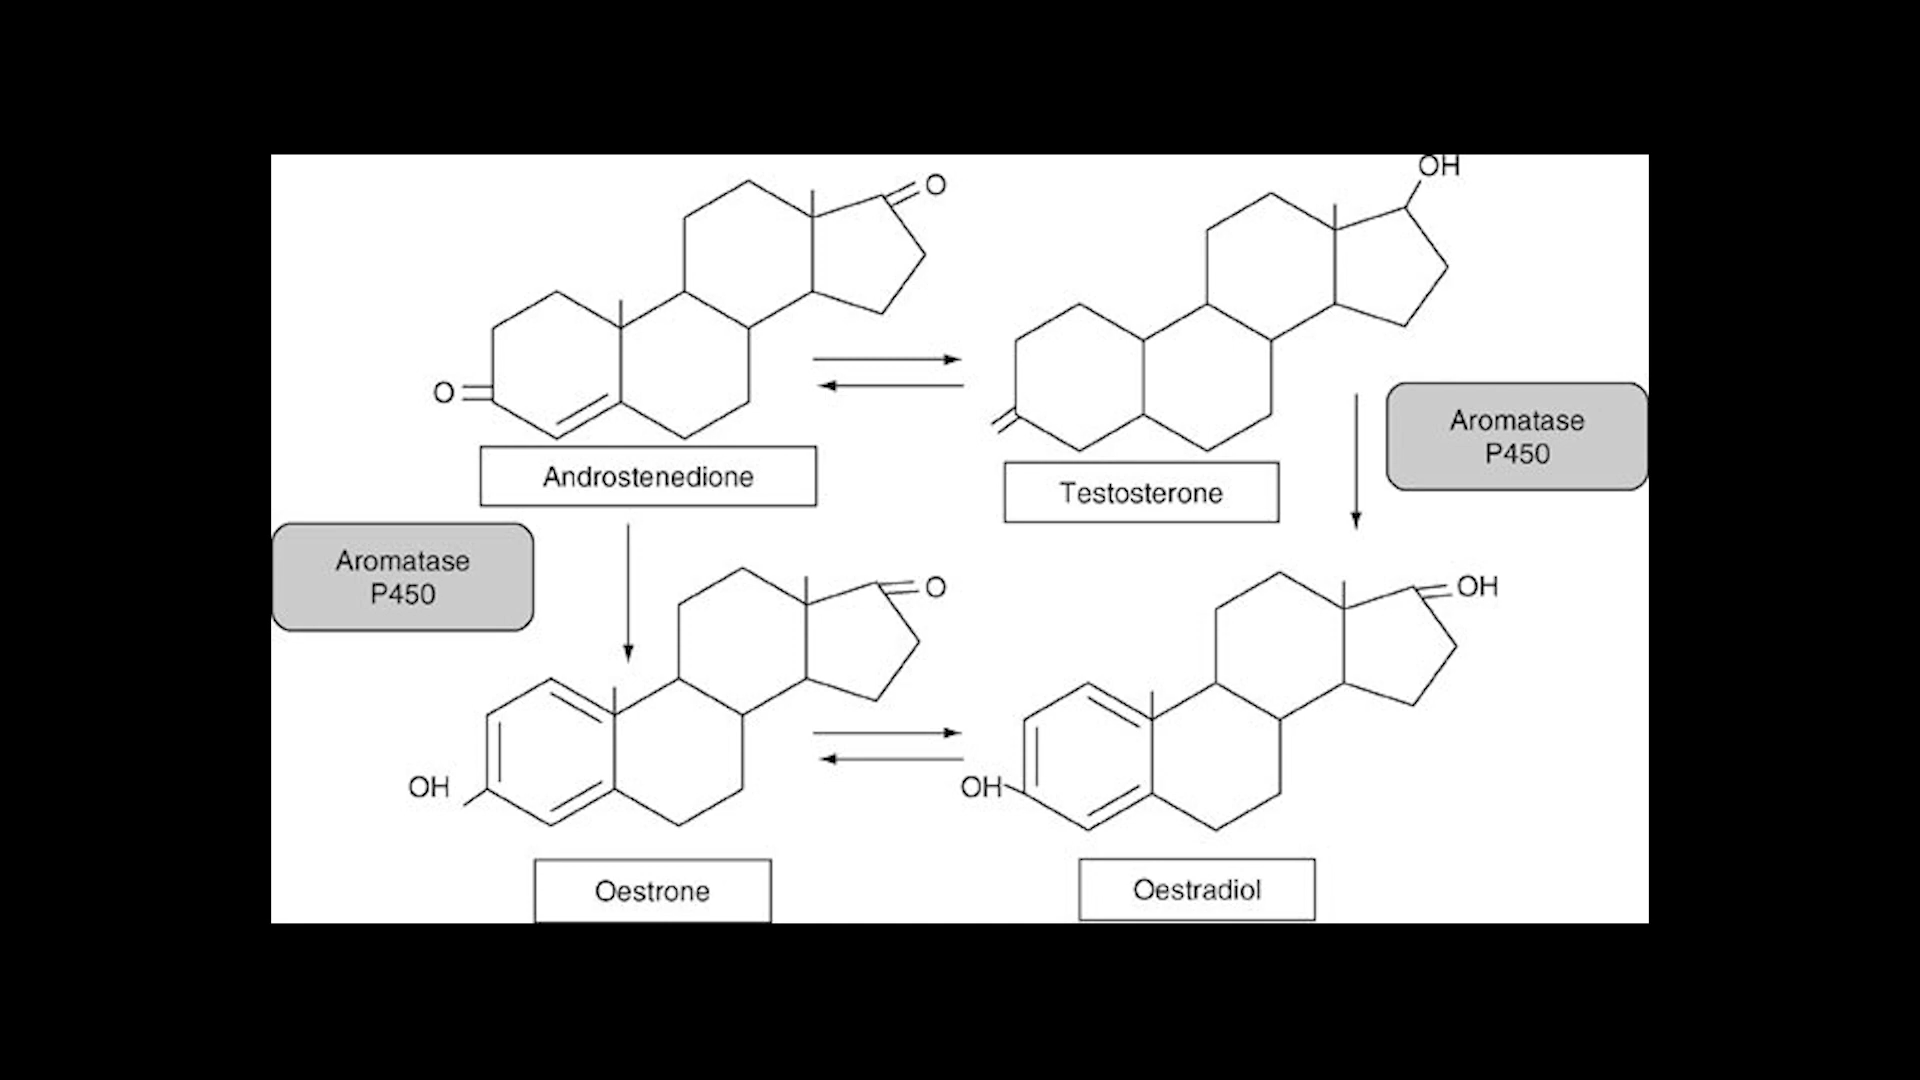 O
OH
O
Aromatase
P450
Androstenedione
Testosterone
Aromatase
P450
O
OH
OH
OH
Oestrone
Oestradiol